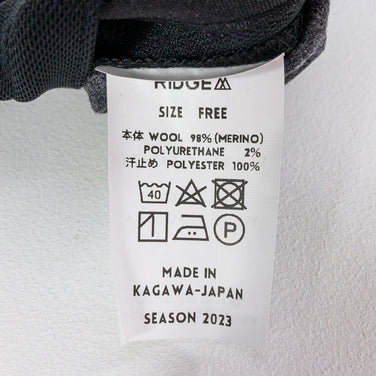 RIDGE
SIZE FREE
本体 WOOL 98% (MERINO)
POLYURETHANE 2%
汗止め POLYESTER 100%
40
P
MADE IN
KAGAWA-JAPAN
SEASON 2023